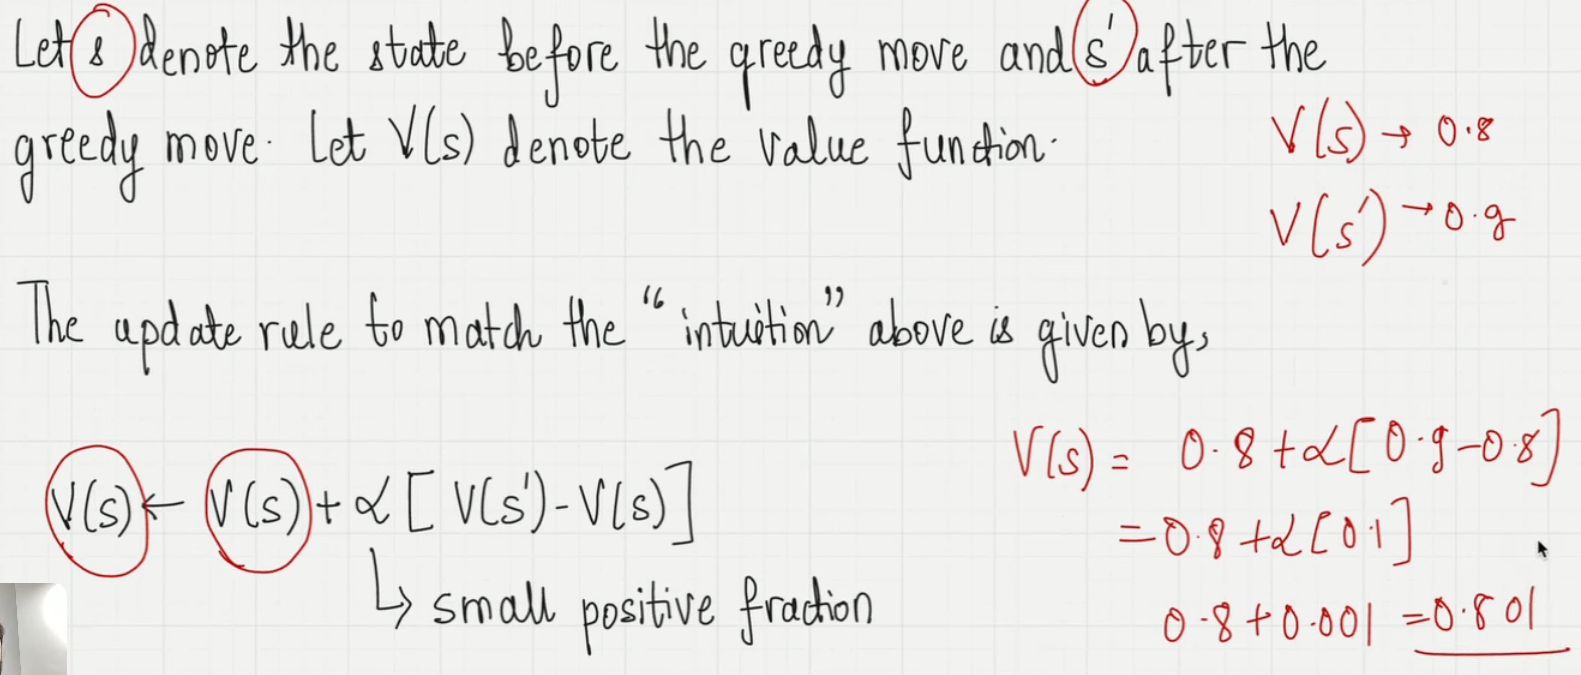 Let s denote the state before the greedy move and s' after the
greedy move. Let V(s) denote the value function.
V(s) → 0.8
V(s') → 0.9
The update rule to match the “intuition” above is given by,
V(s) ← V(s) + α [ V(s') - V(s) ]
↳ small positive fraction
V(s) = 0.8 + α [ 0.9 - 0.8 ]
= 0.8 + α [ 0.1 ]
0.8 + 0.001 = 0.801